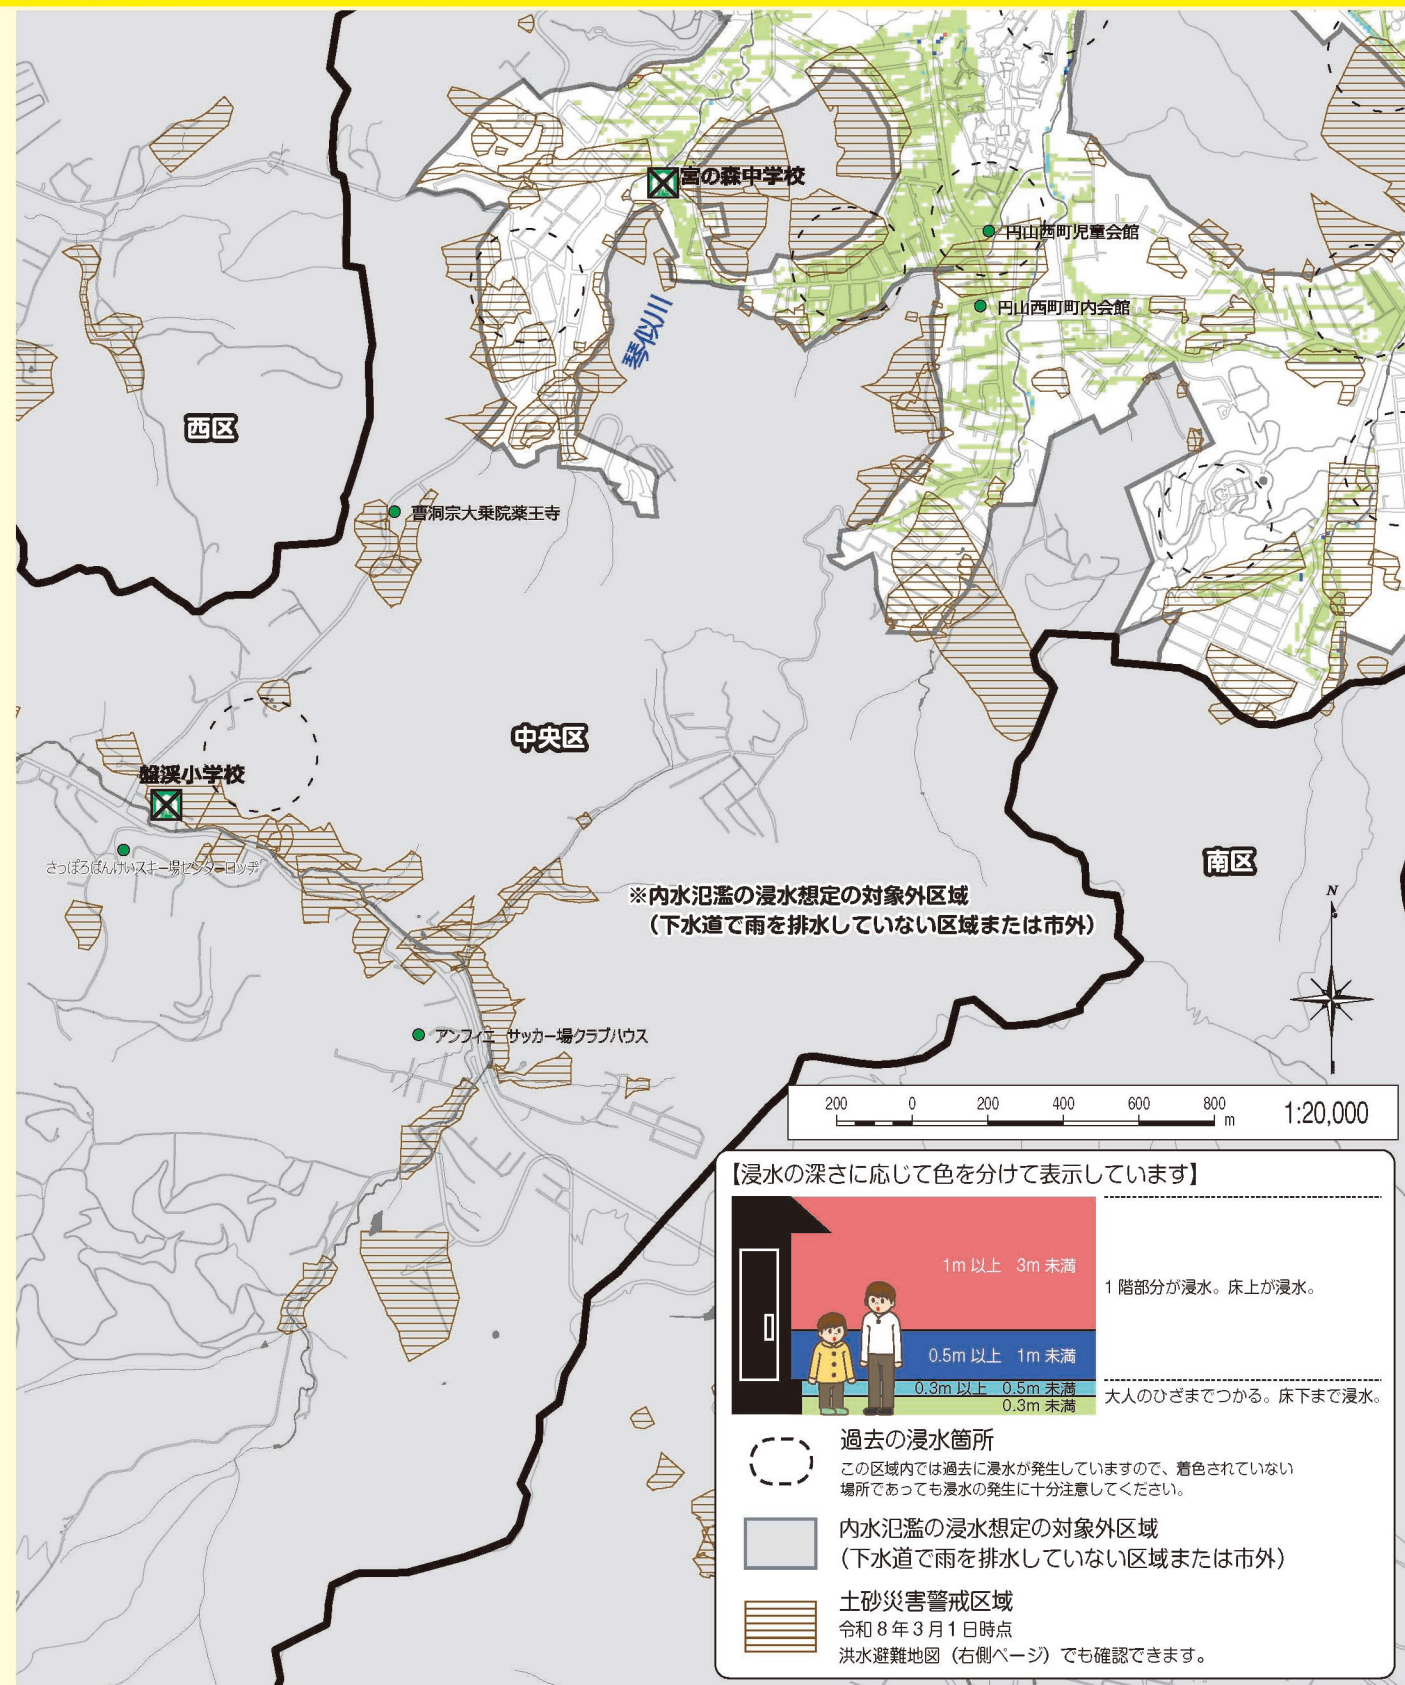 宮の森中学校
円山西町児童会館
円山西町町内会館
琴似川
西区
曹洞宗大乗院薬王寺
中央区
盤渓小学校
さっぽろばんけいスキー場センターロッヂ
南区
※内水氾濫の浸水想定の対象外区域
（下水道で雨を排水していない区域または市外）
N
アンフィニ サッカー場クラブハウス
200 0 200 400 600 800 m 1:20,000
【浸水の深さに応じて色を分けて表示しています】
1m 以上 3m 未満
1 階部分が浸水。床上が浸水。
0.5m 以上 1m 未満
0.3m 以上 0.5m 未満
大人のひざまでつかる。床下まで浸水。
0.3m 未満
過去の浸水箇所
この区域内では過去に浸水が発生していますので、着色されていない
場所であっても浸水の発生に十分注意してください。
内水氾濫の浸水想定の対象外区域
（下水道で雨を排水していない区域または市外）
土砂災害警戒区域
令和 8 年 3 月 1 日時点
洪水避難地図（右側ページ）でも確認できます。